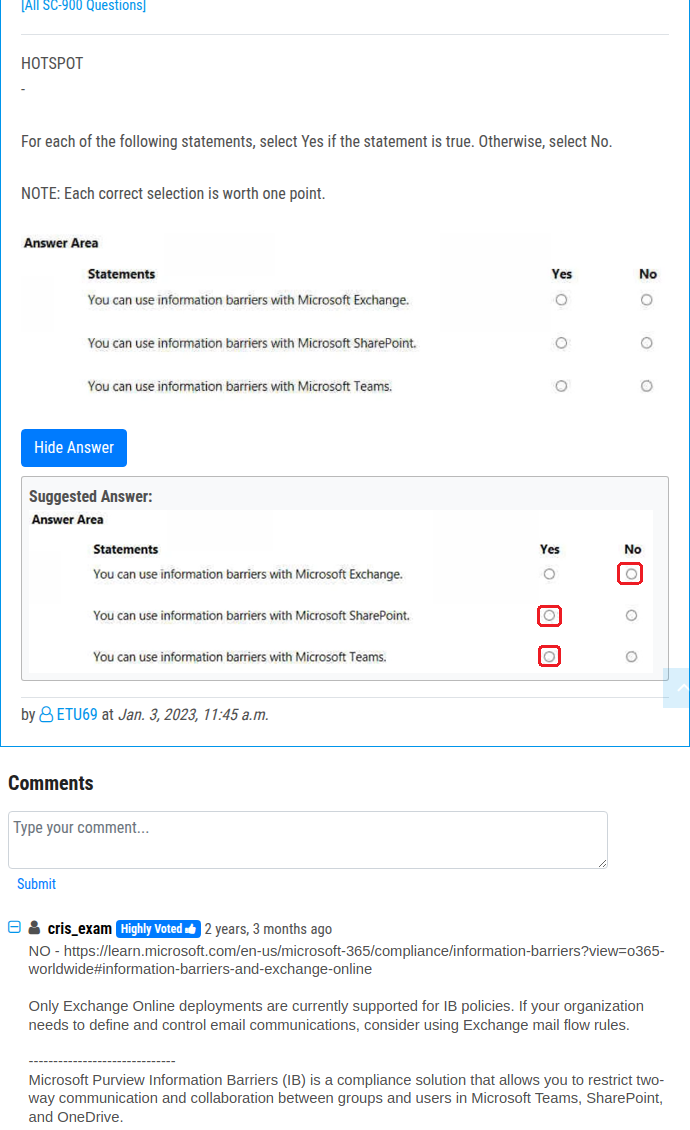 [All SC-900 Questions]
HOTSPOT
-
For each of the following statements, select Yes if the statement is true. Otherwise, select No.
NOTE: Each correct selection is worth one point.
Answer Area
Statements Yes No
You can use information barriers with Microsoft Exchange.
You can use information barriers with Microsoft SharePoint.
You can use information barriers with Microsoft Teams.
Hide Answer
Suggested Answer:
Answer Area
Statements Yes No
You can use information barriers with Microsoft Exchange.
You can use information barriers with Microsoft SharePoint.
You can use information barriers with Microsoft Teams.
by ETU69 at Jan. 3, 2023, 11:45 a.m.
Comments
Type your comment...
Submit
cris_exam Highly Voted 2 years, 3 months ago
NO - https://learn.microsoft.com/en-us/microsoft-365/compliance/information-barriers?view=o365-
worldwide#information-barriers-and-exchange-online
Only Exchange Online deployments are currently supported for IB policies. If your organization
needs to define and control email communications, consider using Exchange mail flow rules.
------------------------------
Microsoft Purview Information Barriers (IB) is a compliance solution that allows you to restrict two-
way communication and collaboration between groups and users in Microsoft Teams, SharePoint,
and OneDrive.